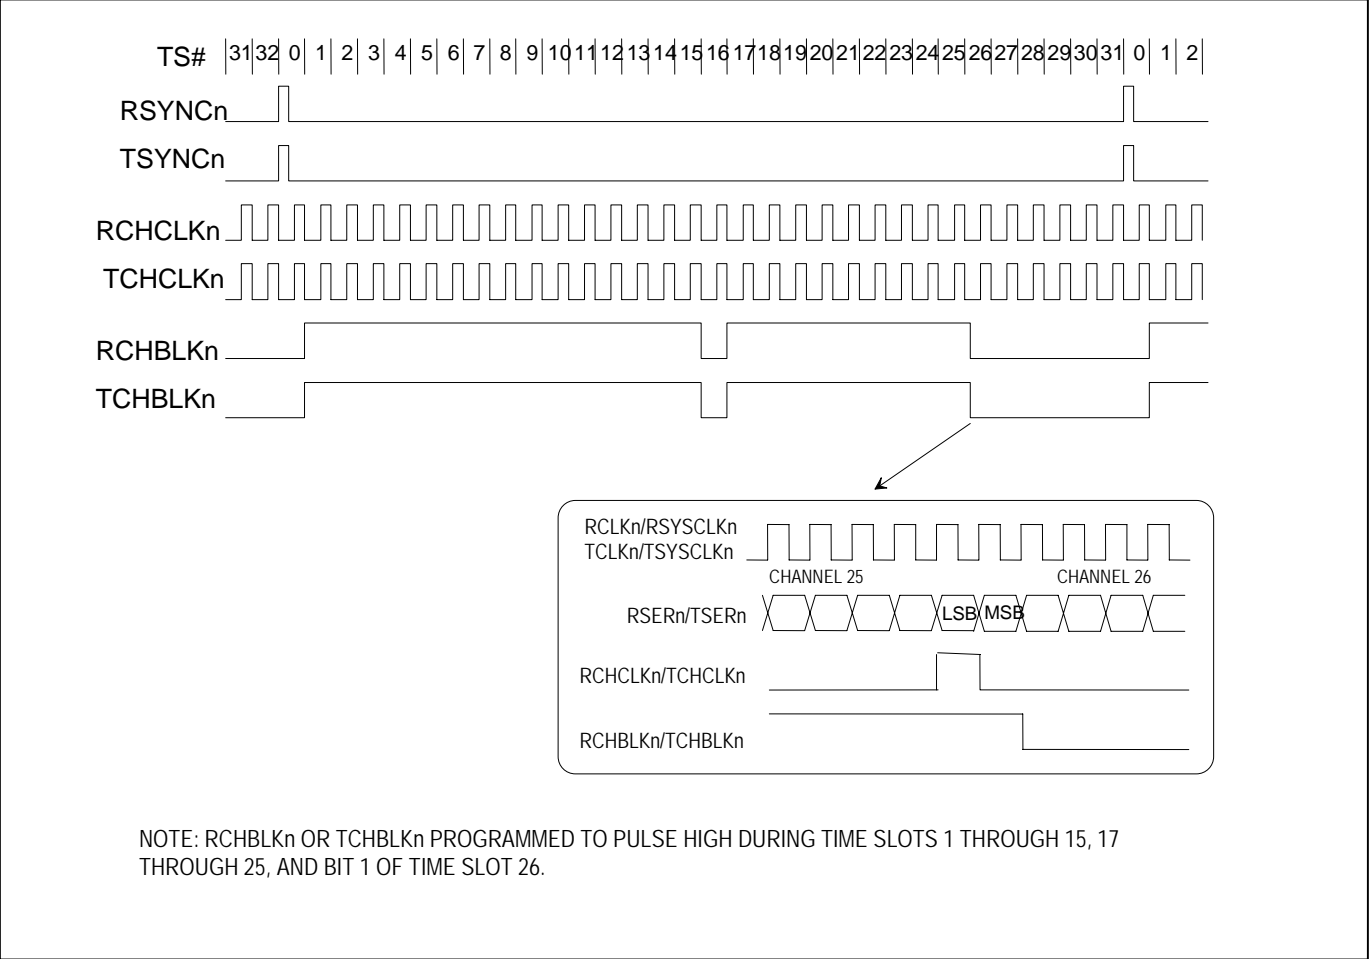 TS# 31 32 0 1 2 3 4 5 6 7 8 9 10 11 12 13 14 15 16 17 18 19 20 21 22 23 24 25 26 27 28 29 30 31 0 1 2
RSYNCn
TSYNCn
RCHCLKn
TCHCLKn
RCHBLKn
TCHBLKn
RCLKn/RSYSCLKn
TCLKn/TSYSCLKn
CHANNEL 25 CHANNEL 26
RSERn/TSERn LSB MSB
RCHCLKn/TCHCLKn
RCHBLKn/TCHBLKn
NOTE: RCHBLKn OR TCHBLKn PROGRAMMED TO PULSE HIGH DURING TIME SLOTS 1 THROUGH 15, 17
THROUGH 25, AND BIT 1 OF TIME SLOT 26.